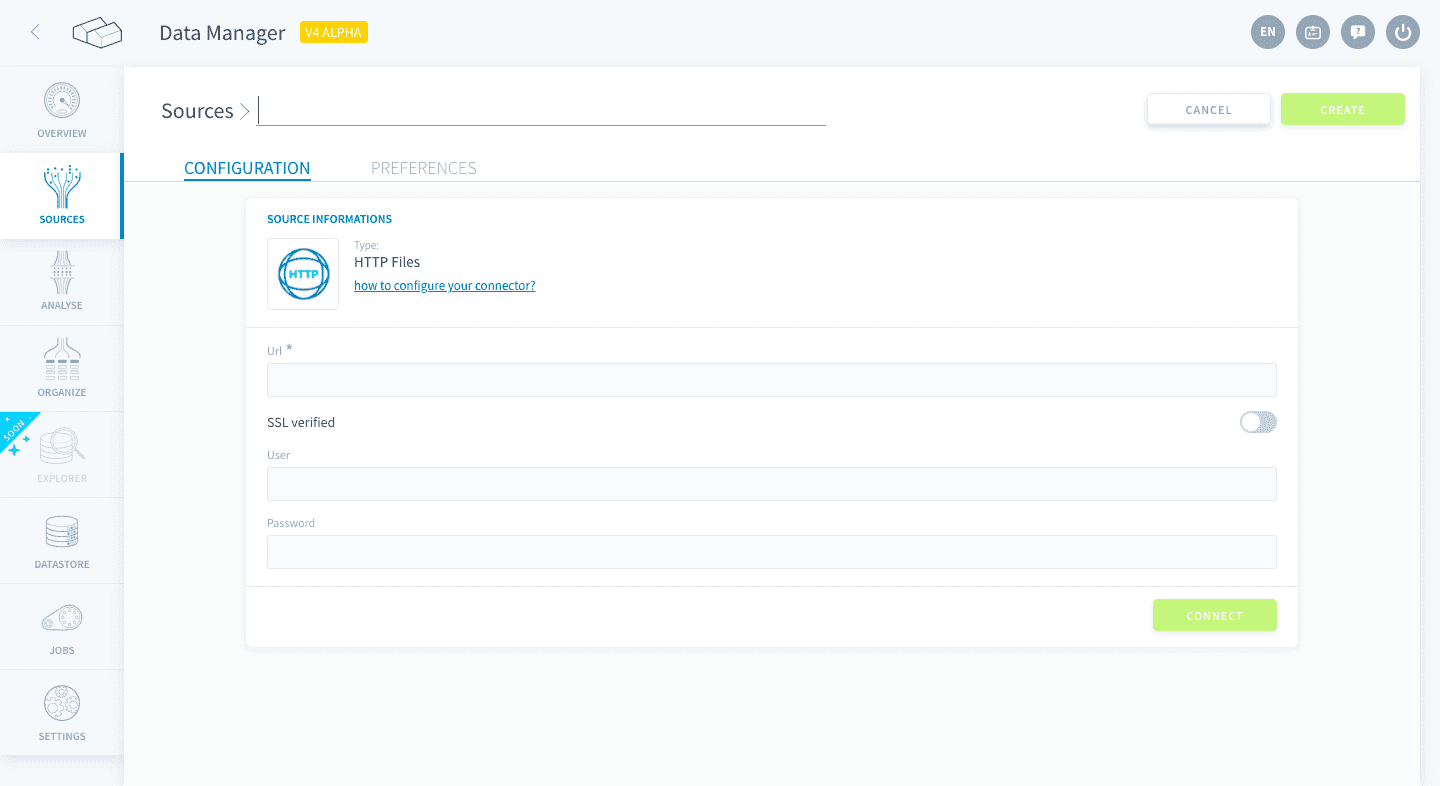 Data Manager V4 ALPHA EN
OVERVIEW
SOURCES
ANALYSE
ORGANIZE
SOON
EXPLORER
DATASTORE
JOBS
SETTINGS
Sources
CANCEL
CREATE
CONFIGURATION PREFERENCES
SOURCE INFORMATIONS
HTTP
Type:
HTTP Files
how to configure your connector?
Url *
SSL verified
User
Password
CONNECT